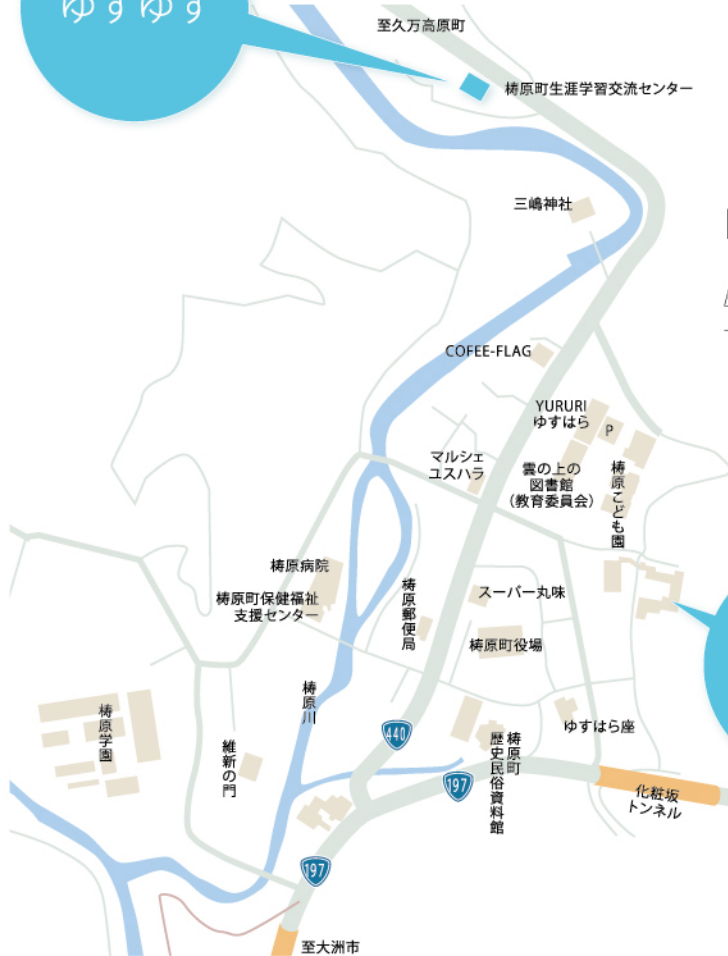 ゆすゆす
至久万高原町
梼原町生涯学習交流センター
三嶋神社
COFEE-FLAG
YURURI
ゆすはら
P
マルシェ
ユスハラ
雲の上の
図書館
（教育委員会）
梼原こども園
梼原病院
梼原町保健福祉
支援センター
梼原郵便局
スーパー丸味
梼原町役場
梼原川
梼原学園
維新の門
440
ゆすはら座
梼原町
歴史民俗資料館
197
化粧坂
トンネル
197
至大洲市